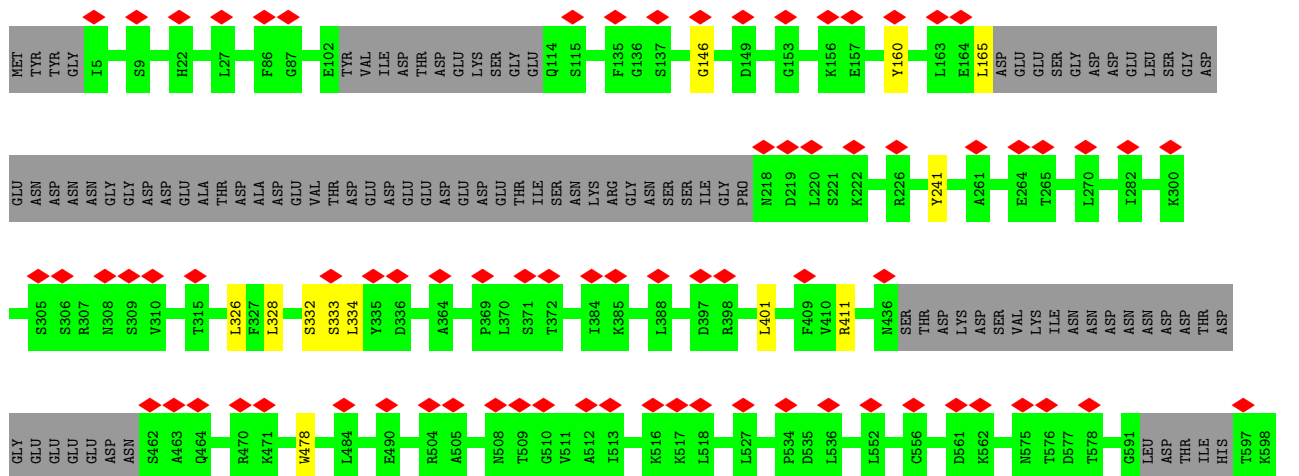 MET TYR TYR GLY I5 S9 H22 L27 F86 G87 E102 TYR VAL ILE ASP THR ASP GLU LYS SER GLY GLU Q114 S115 F135 G136 S137 G146 D149 G153 K156 E157 Y160 L163 E164 L165 ASP GLU GLU SER GLY ASP ASP GLU LEU SER GLY ASP
GLU ASN ASP ASN ASN GLY GLY ASP ASP GLU ALA THR ASP ALA ASP GLU VAL THR ASP GLU ASP GLU GLU ASP GLU ASP GLU THR ILE SER ASN LYS ARG GLY ASN SER SER ILE GLY PRO N218 D219 L220 S221 K222 R226 Y241 A261 E264 T265 L270 I282 K300
S305 S306 R307 N308 S309 V310 T315 L326 F327 L328 S332 S333 L334 Y335 D336 A364 P369 L370 S371 T372 I384 K385 L388 D397 R398 L401 F409 V410 R411 N436 SER THR ASP LYS ASP SER VAL LYS ILE ASN ASN ASP ASN ASN ASP ASP THR ASP
GLY GLU GLU GLU GLU ASP ASN S462 A463 Q464 R470 K471 W478 L484 E490 R504 A505 N508 T509 G510 V511 A512 I513 K516 K517 L518 L527 P534 D535 L536 L552 C556 D561 K562 N575 T576 D577 T578 G591 LEU ASP THR ILE HIS T597 K598